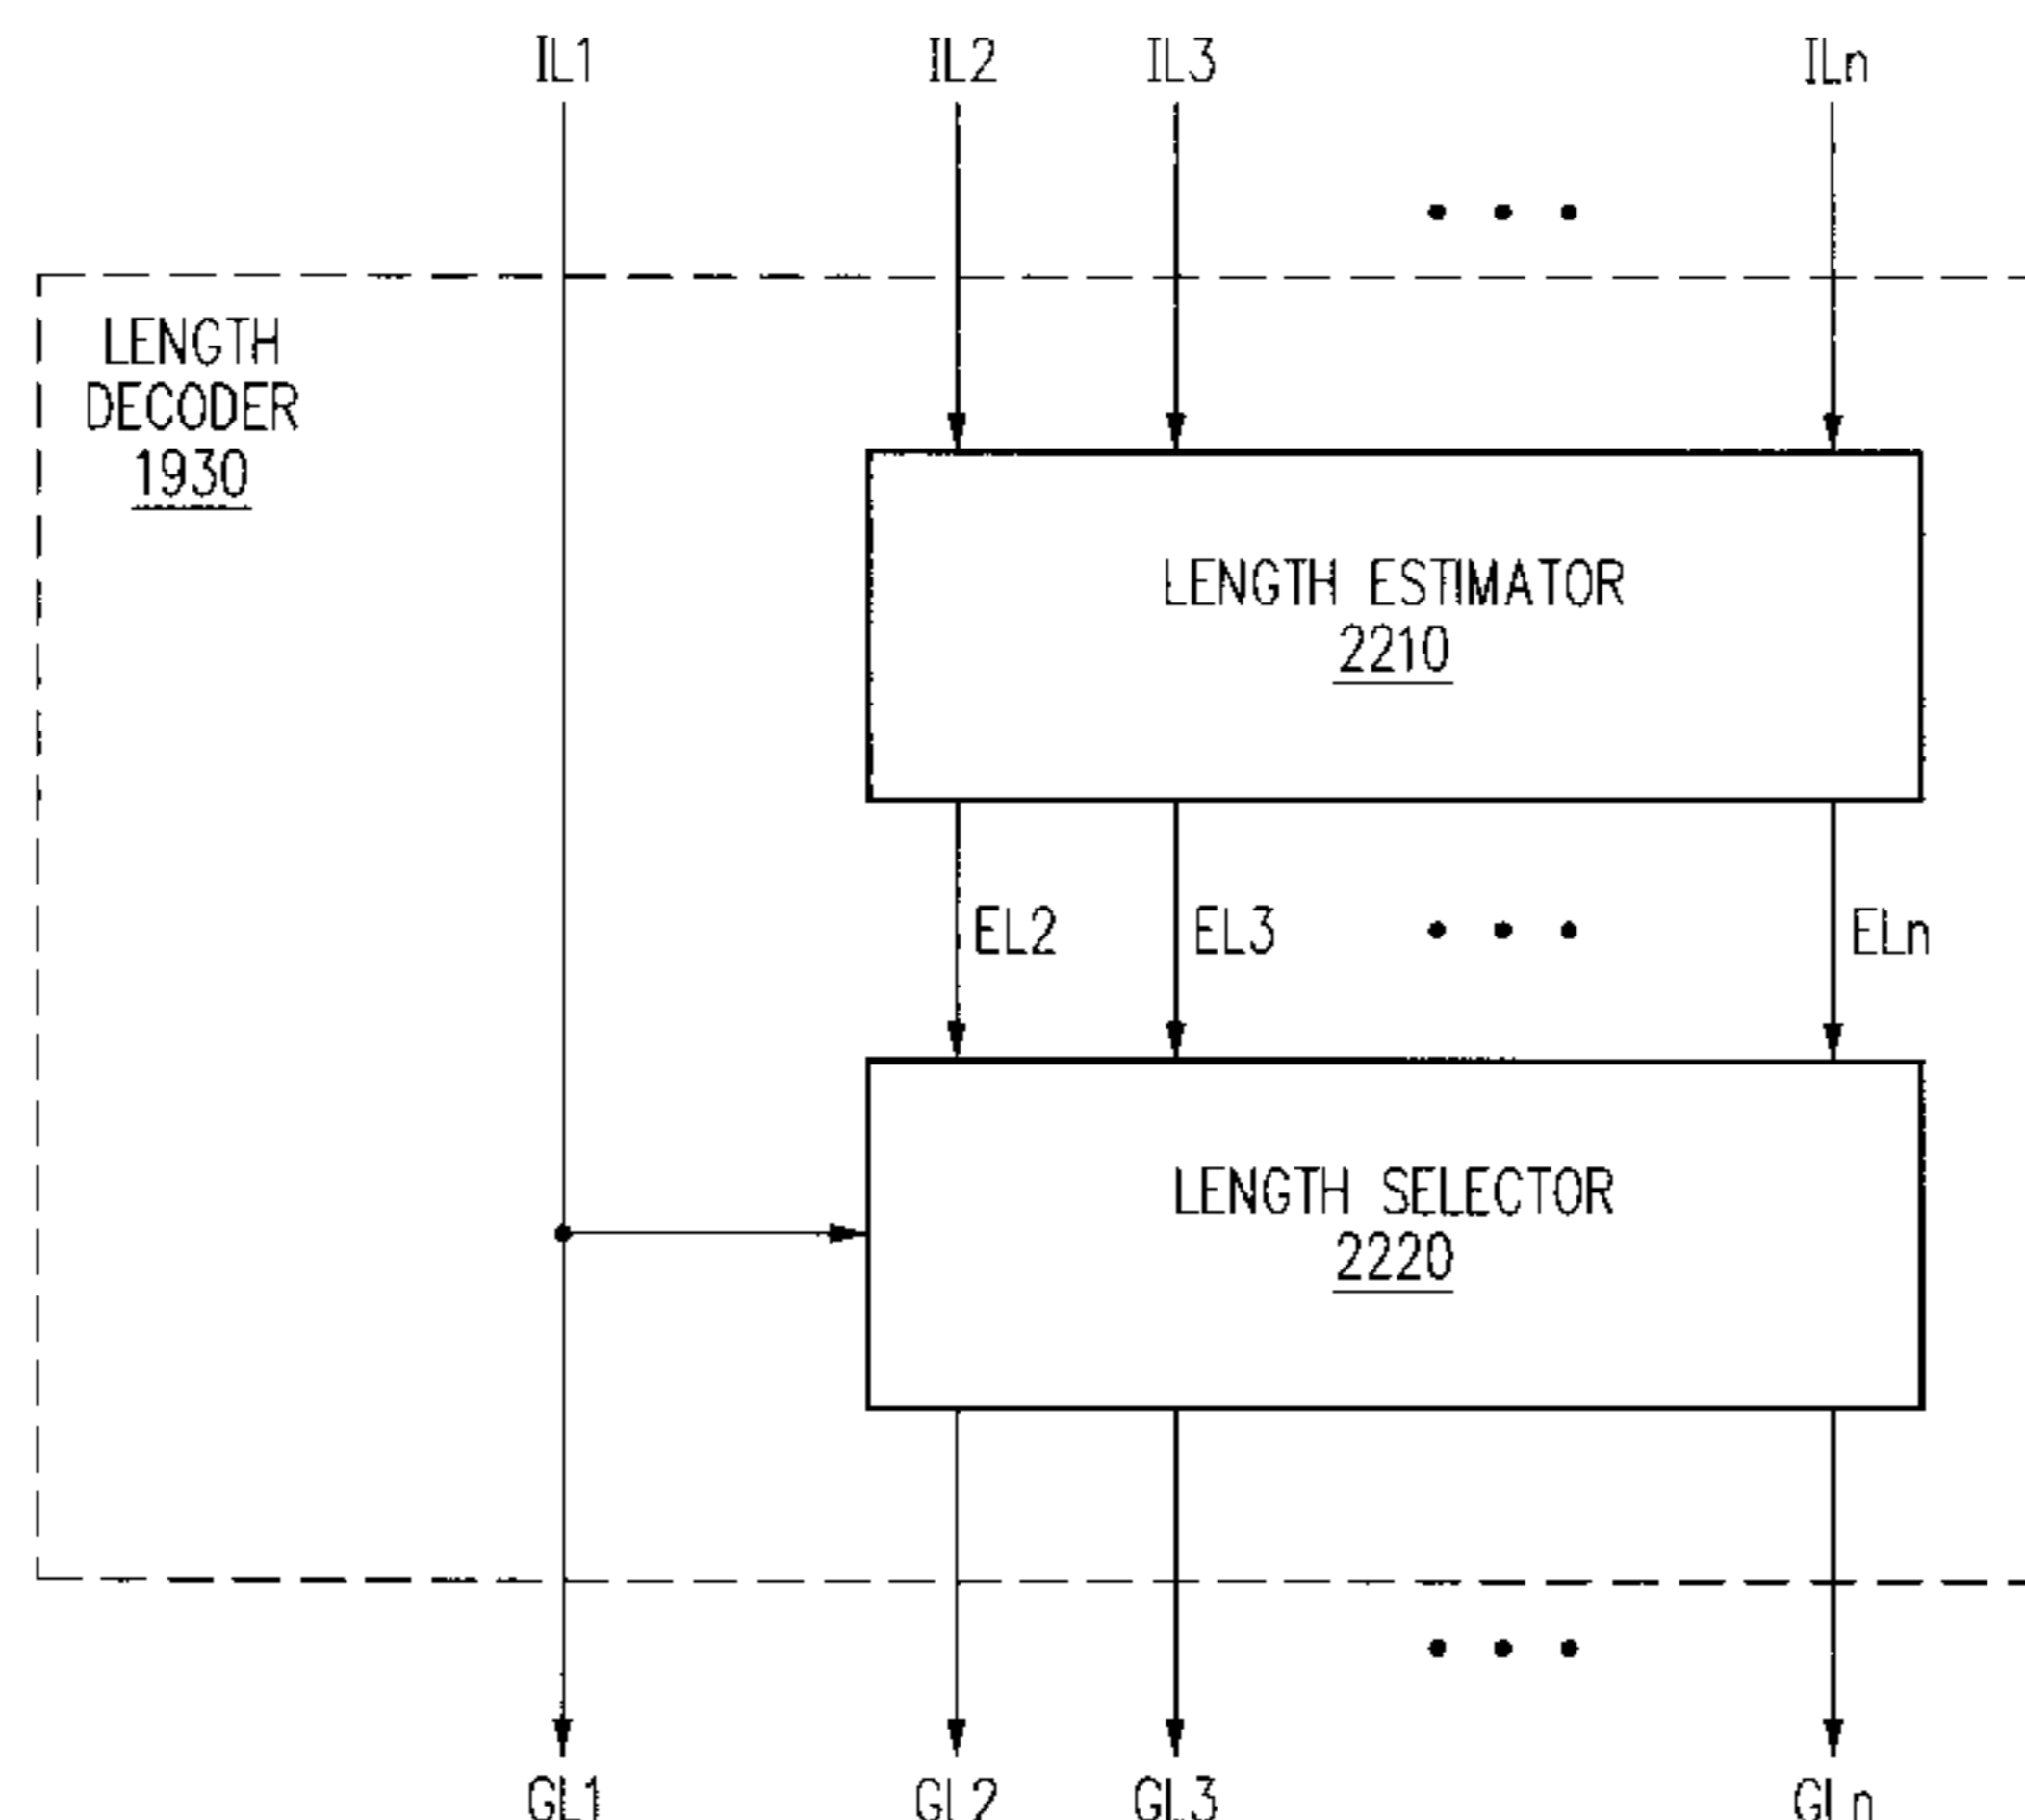 IL1 IL2 IL3 ILn
LENGTH
DECODER
1930
LENGTH ESTIMATOR
2210
EL2 EL3 ELn
LENGTH SELECTOR
2220
GL1 GL2 GL3 GLn